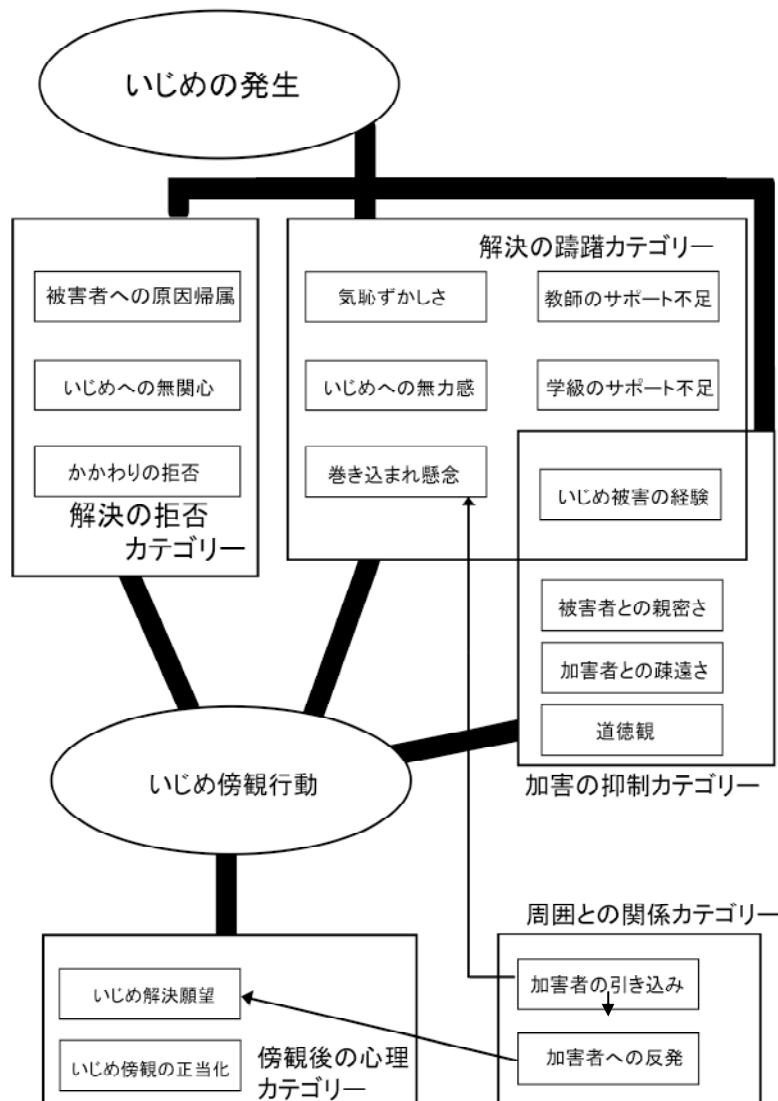 いじめの発生
解決の躊躇カテゴリー
被害者への原因帰属
気恥ずかしさ
教師のサポート不足
いじめへの無関心
いじめへの無力感
学級のサポート不足
かかわりの拒否
巻き込まれ懸念
いじめ被害の経験
解決の拒否
カテゴリー
被害者との親密さ
加害者との疎遠さ
道徳観
加害の抑制カテゴリー
いじめ傍観行動
周囲との関係カテゴリー
いじめ解決願望
加害者の引き込み
いじめ傍観の正当化
加害者への反発
傍観後の心理
カテゴリー